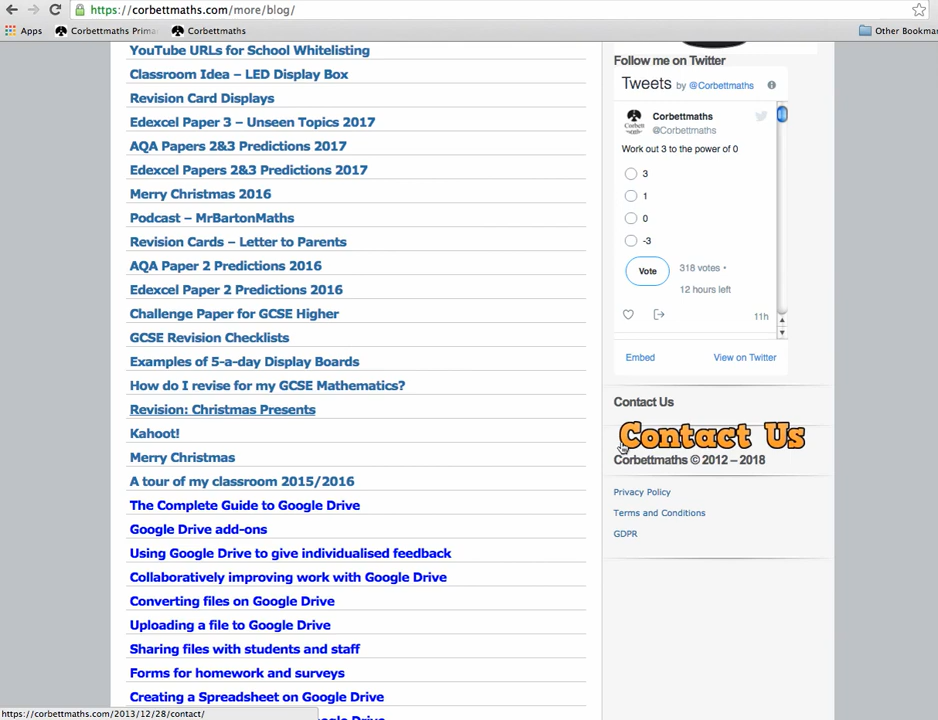 https://corbettmaths.com/more/blog/
Apps
Corbettmaths Prima
Corbettmaths
Other Bookmar
YouTube URLs for School Whitelisting
Classroom Idea – LED Display Box
Revision Card Displays
Edexcel Paper 3 – Unseen Topics 2017
AQA Papers 2&3 Predictions 2017
Edexcel Papers 2&3 Predictions 2017
Merry Christmas 2016
Podcast – MrBartonMaths
Revision Cards – Letter to Parents
AQA Paper 2 Predictions 2016
Edexcel Paper 2 Predictions 2016
Challenge Paper for GCSE Higher
GCSE Revision Checklists
Examples of 5-a-day Display Boards
How do I revise for my GCSE Mathematics?
Revision: Christmas Presents
Kahoot!
Merry Christmas
A tour of my classroom 2015/2016
The Complete Guide to Google Drive
Google Drive add-ons
Using Google Drive to give individualised feedback
Collaboratively improving work with Google Drive
Converting files on Google Drive
Uploading a file to Google Drive
Sharing files with students and staff
Forms for homework and surveys
Creating a Spreadsheet on Google Drive
Follow me on Twitter
Tweets by @Corbettmaths
Corbettmaths
@Corbettmaths
Work out 3 to the power of 0
3
1
0
-3
Vote
318 votes •
12 hours left
11h
Embed
View on Twitter
Contact Us
Contact Us
Corbettmaths © 2012 – 2018
Privacy Policy
Terms and Conditions
GDPR
https://corbettmaths.com/2013/12/28/contact/